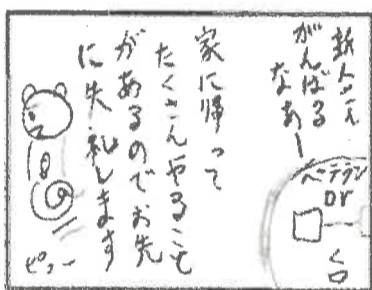 新人さん
がんばる
なあー
ベテラン
or
家に帰って
たくさんやること
があるのでお先
に失礼します
ピュー